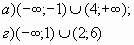 а)(−∞;−1) ∪ (4;+∞);
г)(−∞;1) ∪ (2;6)